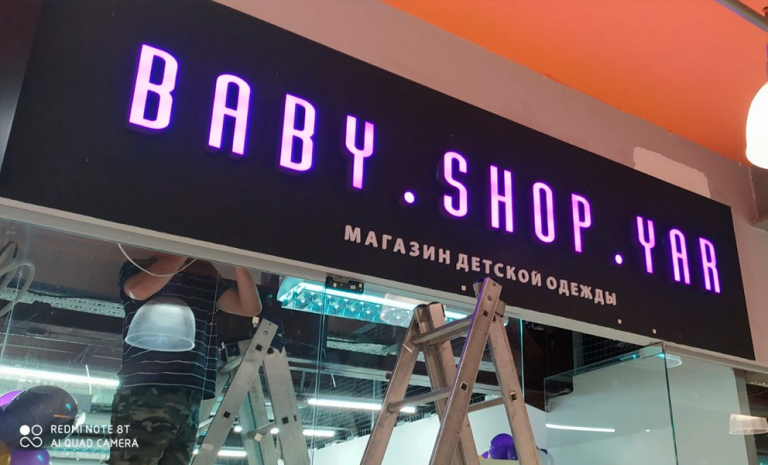 BABY.SHOP.YAR
МАГАЗИН ДЕТСКОЙ ОДЕЖДЫ
REDMI NOTE 8T
AI QUAD CAMERA